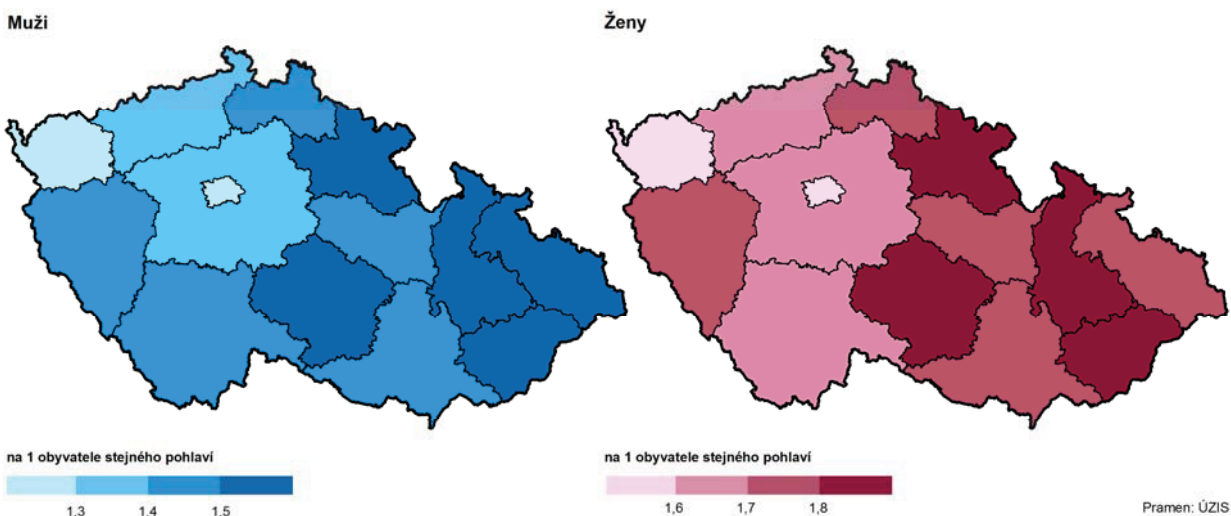 Muži
Ženy
na 1 obyvatele stejného pohlaví
1.3 1.4 1.5
na 1 obyvatele stejného pohlaví
1,6 1,7 1,8
Pramen: ÚZIS